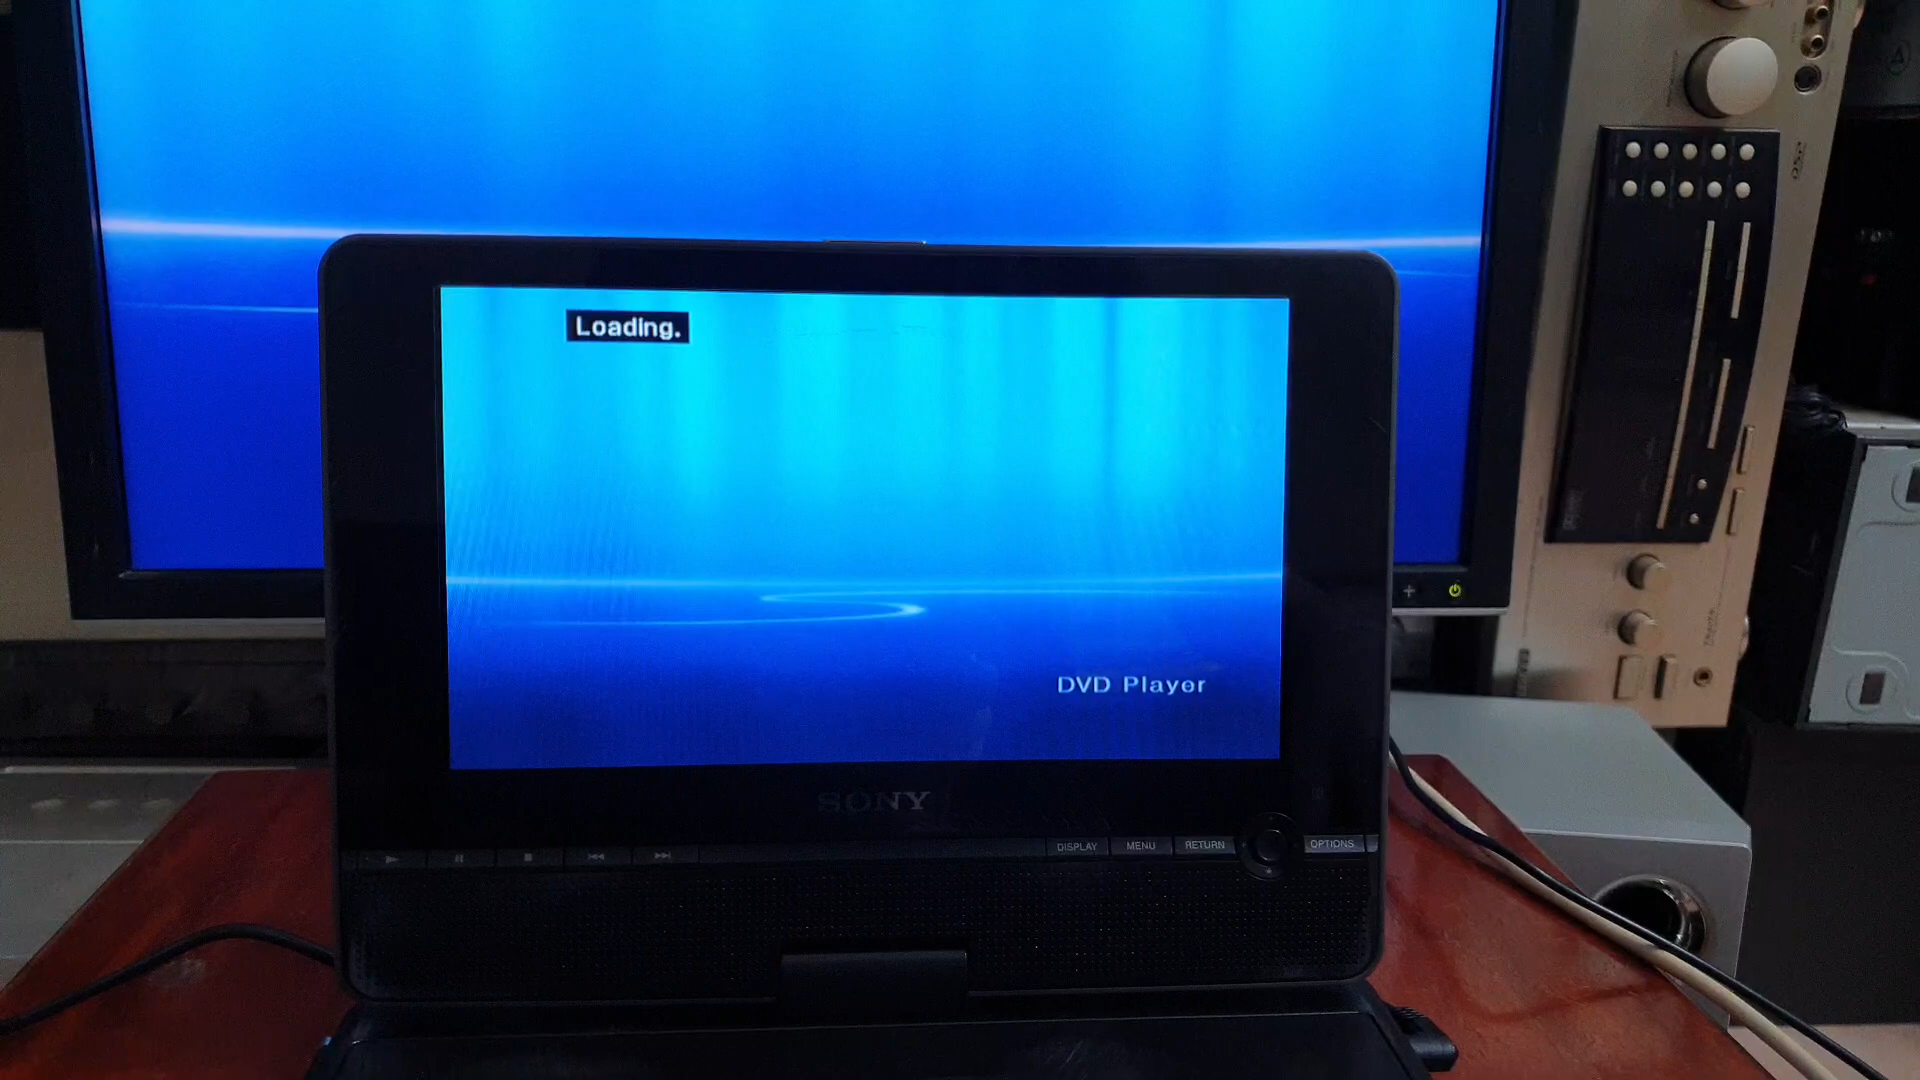 Loading.
DVD Player
SONY
DISPLAY
MENU
RETURN
OPTIONS